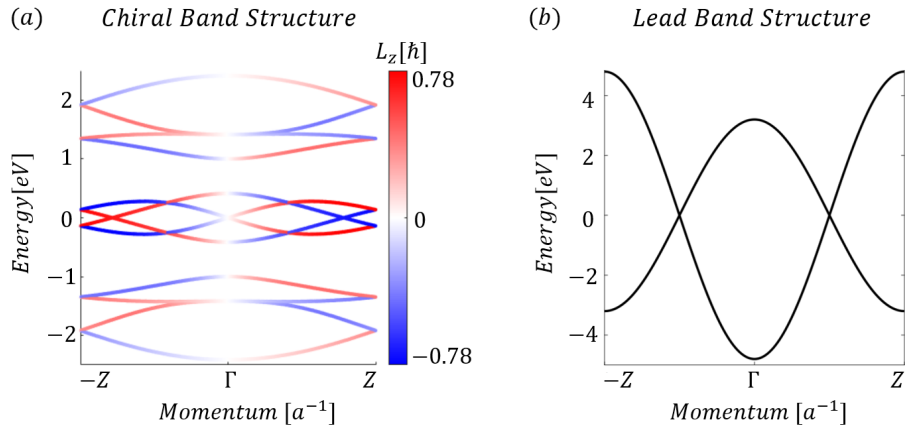 (a) Chiral Band Structure
L_z[ħ]
0.78
0
−0.78
2
1
0
−1
−2
Energy[eV]
−Z Γ Z
Momentum [a⁻¹]
(b) Lead Band Structure
4
2
0
−2
−4
Energy[eV]
−Z Γ Z
Momentum [a⁻¹]